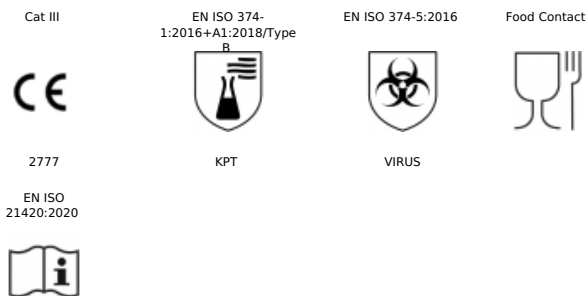 Cat III
EN ISO 374-
1:2016+A1:2018/Type
B
EN ISO 374-5:2016
Food Contact
CE
2777
KPT
VIRUS
EN ISO
21420:2020
i